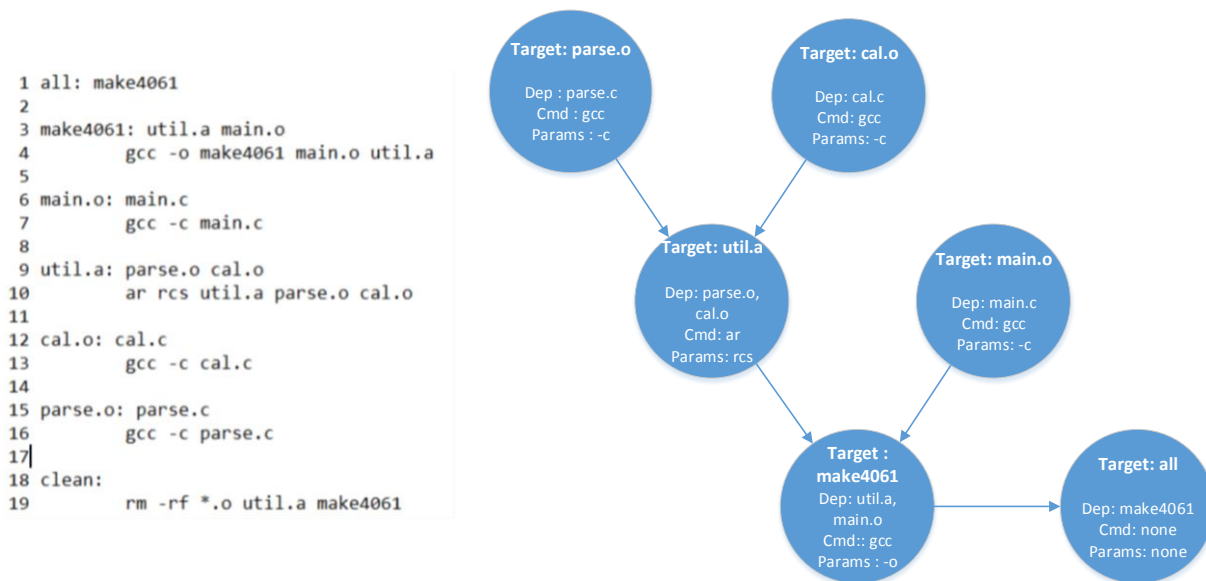 1 all: make4061
2
3 make4061: util.a main.o
4 gcc -o make4061 main.o util.a
5
6 main.o: main.c
7 gcc -c main.c
8
9 util.a: parse.o cal.o
10 ar rcs util.a parse.o cal.o
11
12 cal.o: cal.c
13 gcc -c cal.c
14
15 parse.o: parse.c
16 gcc -c parse.c
17
18 clean:
19 rm -rf *.o util.a make4061
Target: parse.o
Dep : parse.c
Cmd : gcc
Params : -c
Target: cal.o
Dep: cal.c
Cmd: gcc
Params: -c
Target: util.a
Dep: parse.o,
cal.o
Cmd: ar
Params: rcs
Target: main.o
Dep: main.c
Cmd: gcc
Params: -c
Target :
make4061
Dep: util.a,
main.o
Cmd:: gcc
Params : -o
Target: all
Dep: make4061
Cmd: none
Params: none